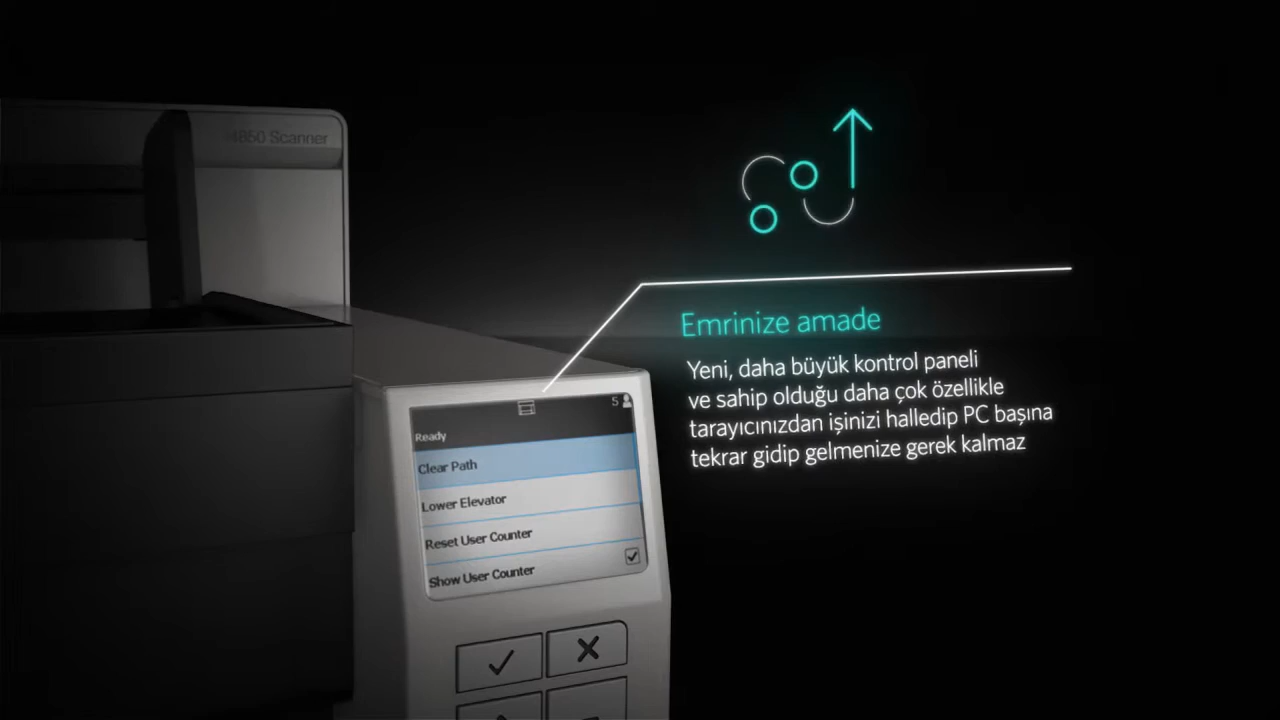 i4850 Scanner
Emrinize amade
Yeni, daha büyük kontrol paneli
ve sahip olduğu daha çok özellikle
tarayıcınızdan işinizi halledip PC başına
tekrar gidip gelmenize gerek kalmaz
5
Ready
Clear Path
Lower Elevator
Reset User Counter
Show User Counter